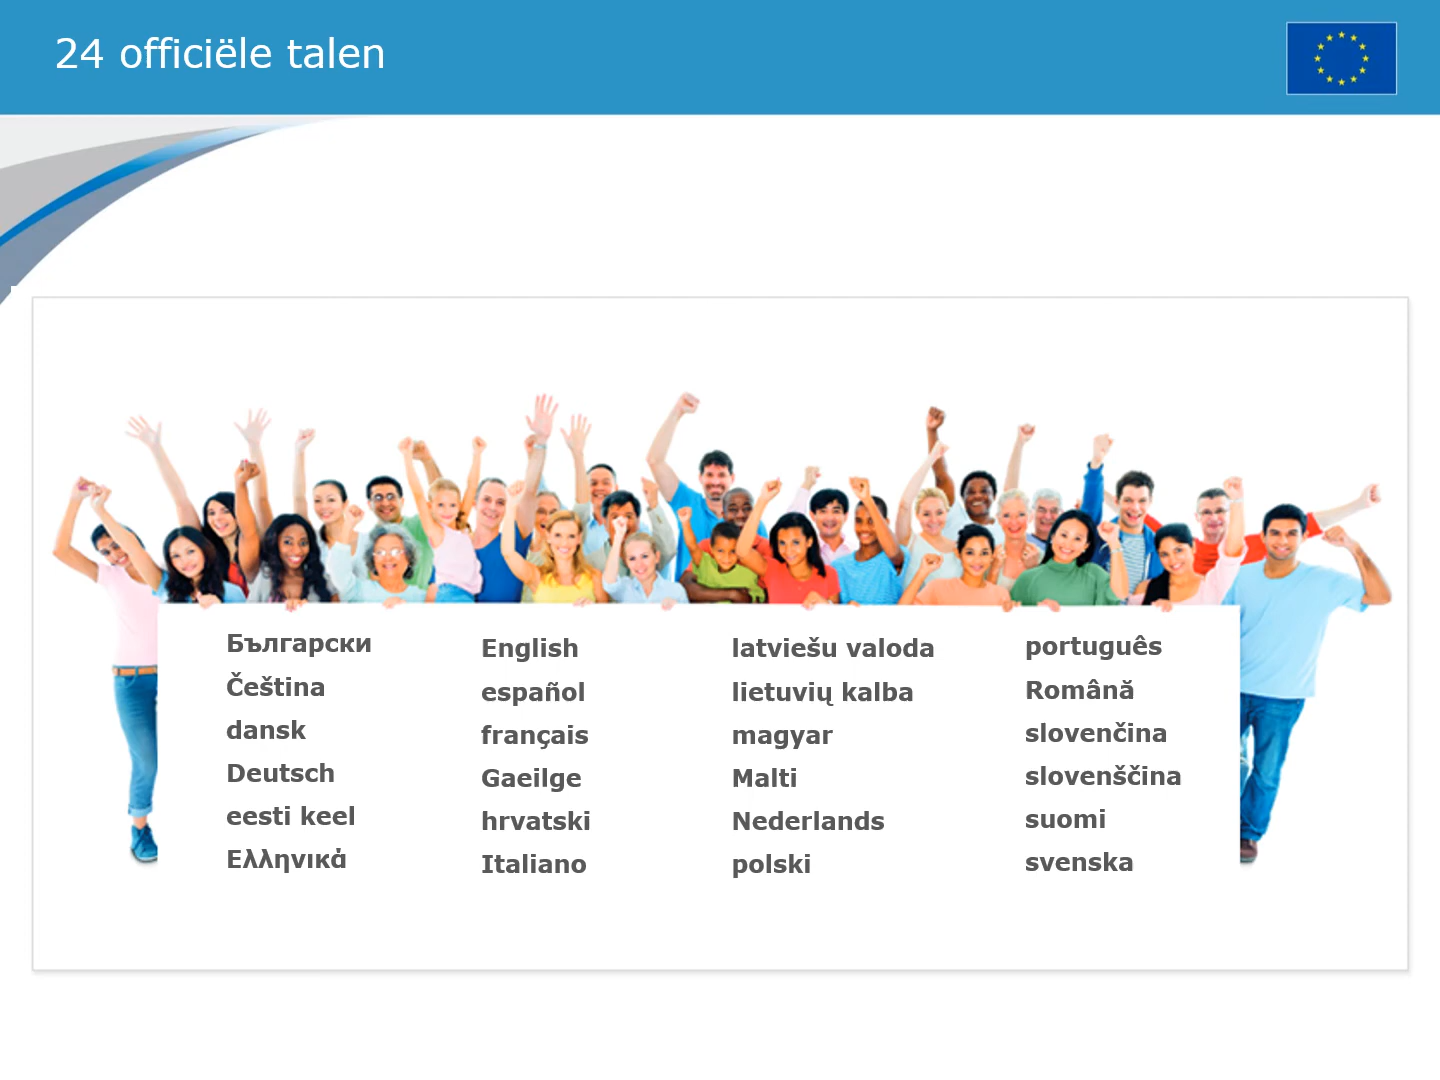 24 officiële talen
Български
Čeština
dansk
Deutsch
eesti keel
Ελληνικά
English
español
français
Gaeilge
hrvatski
Italiano
latviešu valoda
lietuvių kalba
magyar
Malti
Nederlands
polski
português
Română
slovenčina
slovenščina
suomi
svenska